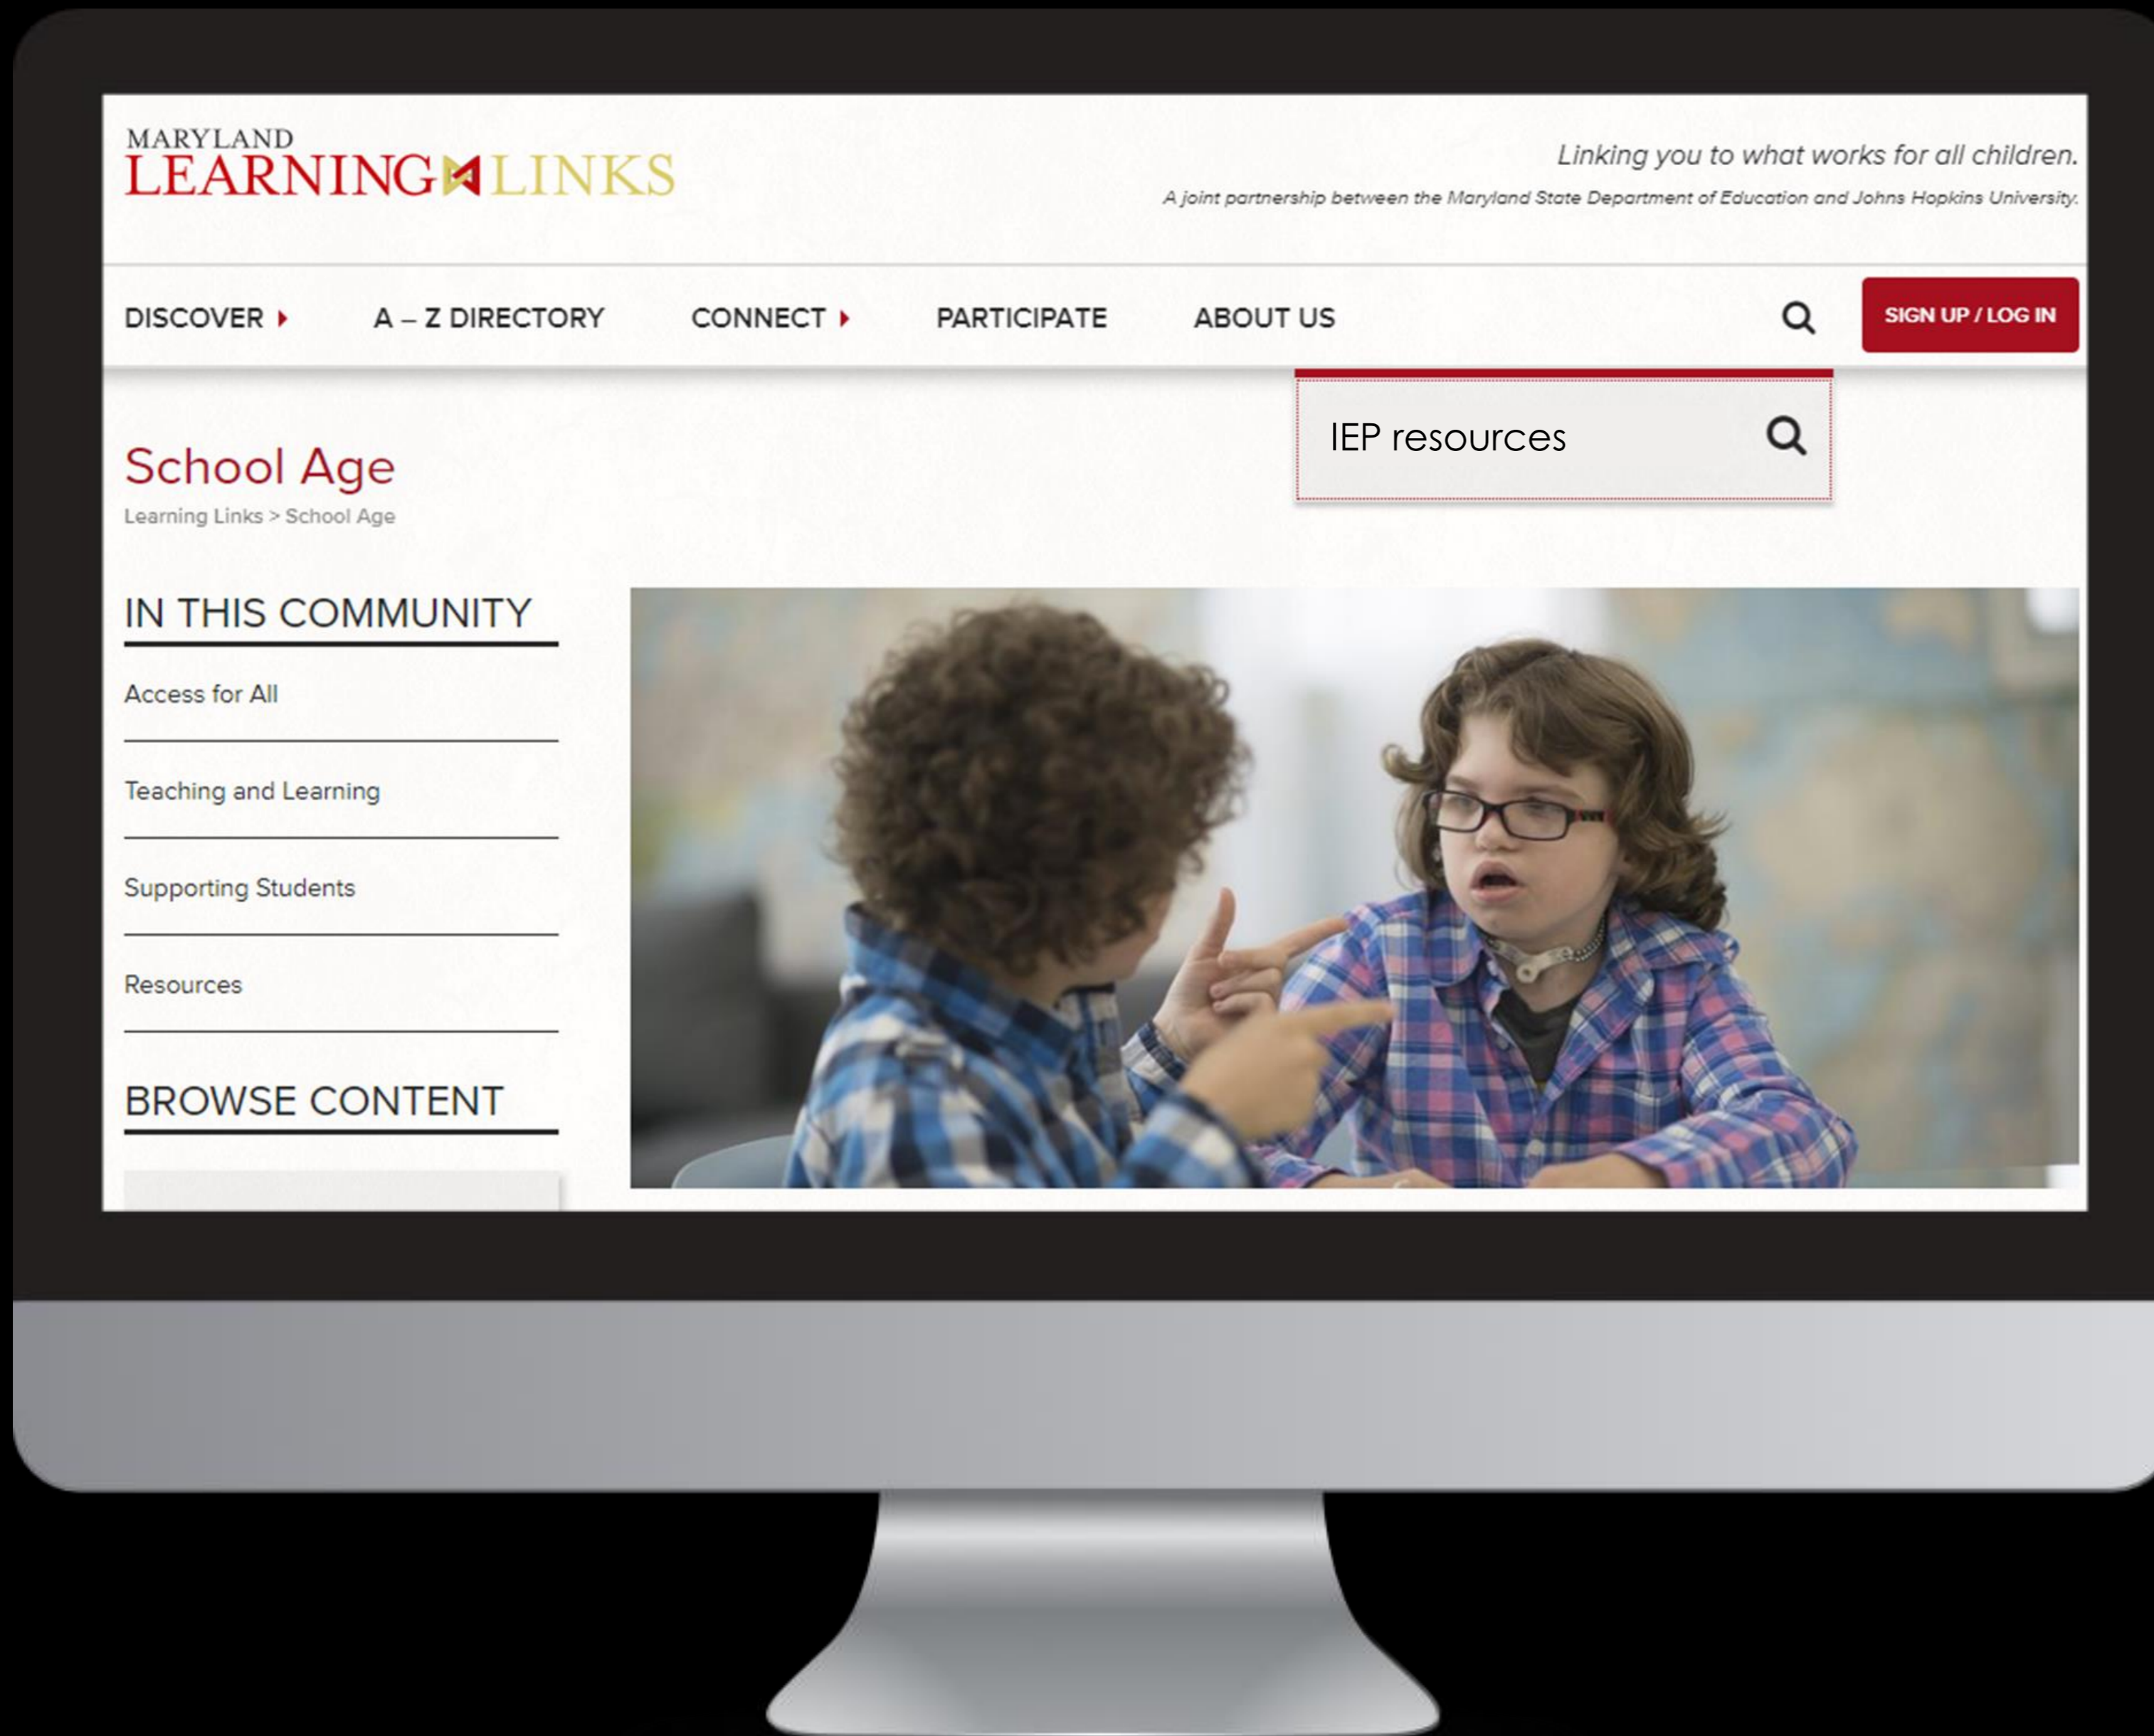 MARYLAND
LEARNING LINKS
Linking you to what works for all children.
A joint partnership between the Maryland State Department of Education and Johns Hopkins University.
DISCOVER
A – Z DIRECTORY
CONNECT
PARTICIPATE
ABOUT US
SIGN UP / LOG IN
IEP resources
School Age
Learning Links > School Age
IN THIS COMMUNITY
Access for All
Teaching and Learning
Supporting Students
Resources
BROWSE CONTENT